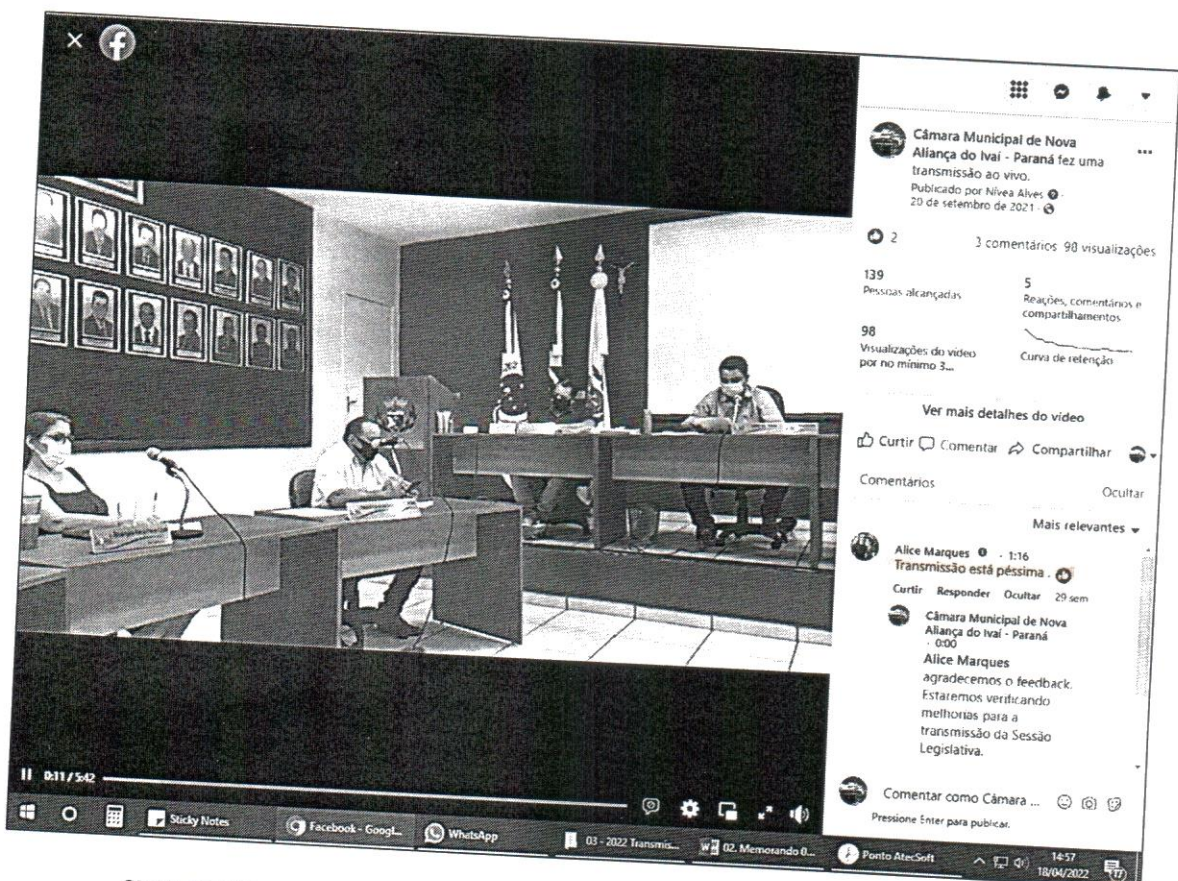 Câmara Municipal de Nova
Aliança do Ivaí - Paraná fez uma
transmissão ao vivo.
Publicado por Nívea Alves
20 de setembro de 2021
2
3 comentários 98 visualizações
139
Pessoas alcançadas
5
Reações, comentários e
compartilhamentos
98
Visualizações do vídeo
por no mínimo 3...
Curva de retenção
Ver mais detalhes do vídeo
Curtir Comentar Compartilhar
Comentários
Ocultar
Mais relevantes
Alice Marques · 1:16
Transmissão está péssima .
Curtir Responder Ocultar 29 sem
Câmara Municipal de Nova
Aliança do Ivaí - Paraná
· 0:00
Alice Marques
agradecemos o feedback.
Estaremos verificando
melhorias para a
transmissão da Sessão
Legislativa.
Comentar como Câmara ...
Pressione Enter para publicar.
0:11 / 5:42
Sticky Notes
Facebook - Googl...
WhatsApp
03 - 2022 Transmis...
02. Memorando 0...
Ponto AtecSoft
14:57
18/04/2022
17